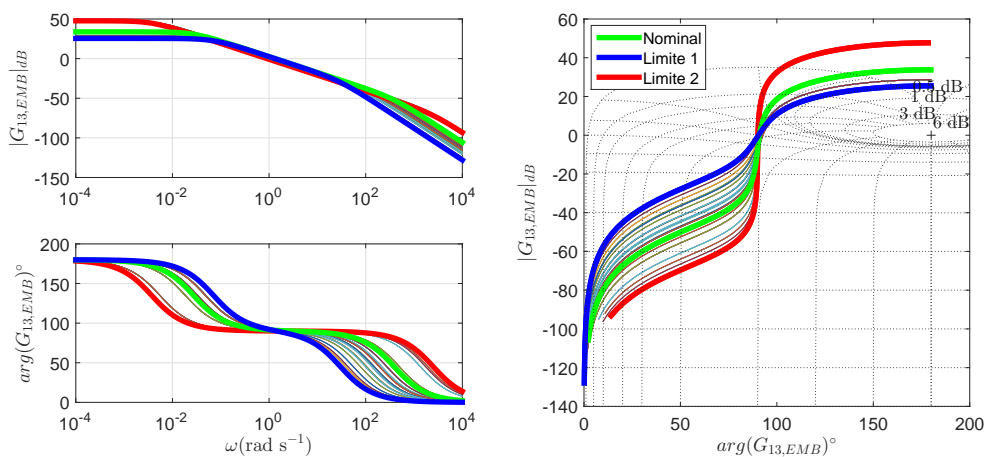 50
0
-50
-100
-150
|G13,EMB|dB
10^-4 10^-2 10^0 10^2 10^4
200
150
100
50
0
arg(G13,EMB)°
10^-4 10^-2 10^0 10^2 10^4
ω(rad s^-1)
60
40
20
0
-20
-40
-60
-80
-100
-120
-140
|G13,EMB|dB
Nominal
Limite 1
Limite 2
1 dB
3 dB
6 dB
0 50 100 150 200
arg(G13,EMB)°